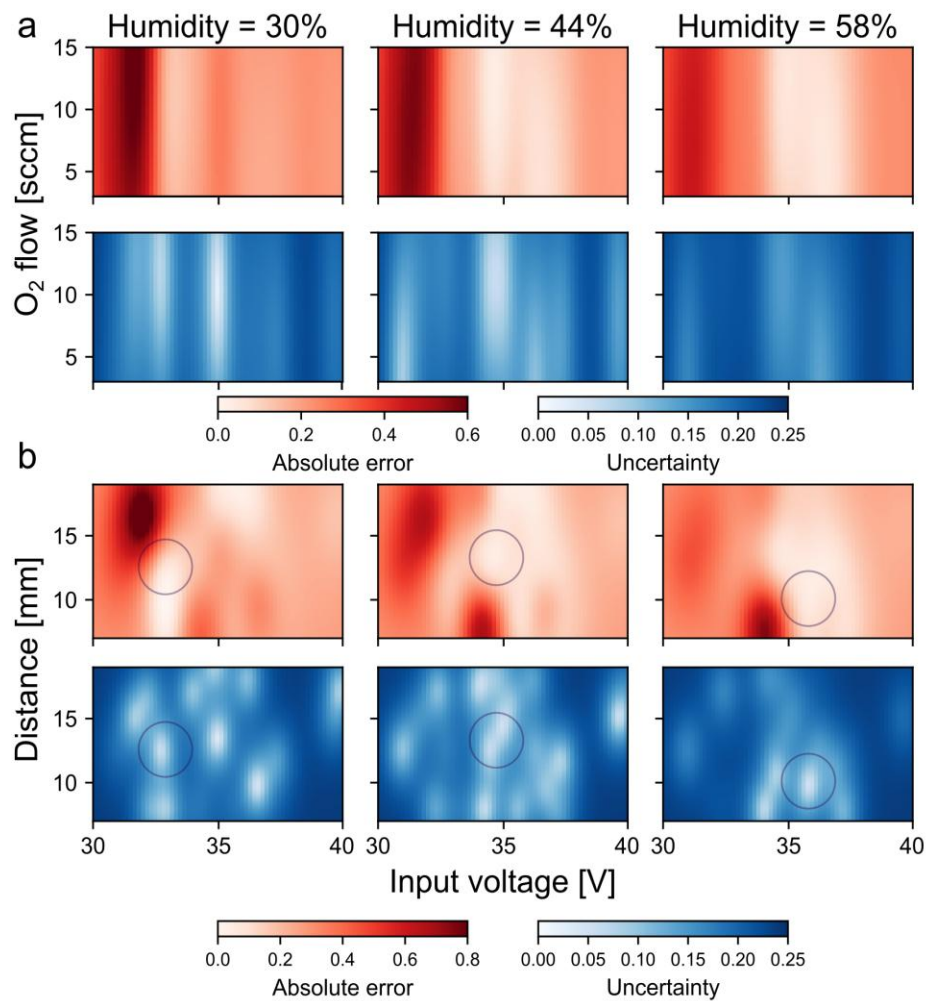 a
Humidity = 30% Humidity = 44% Humidity = 58%
O₂ flow [sccm]
15
10
5
15
10
5
0.0 0.2 0.4 0.6 0.00 0.05 0.10 0.15 0.20 0.25
Absolute error Uncertainty
b
Distance [mm]
15
10
15
10
30 35 40 30 35 40 30 35 40
Input voltage [V]
0.0 0.2 0.4 0.6 0.8 0.00 0.05 0.10 0.15 0.20 0.25
Absolute error Uncertainty